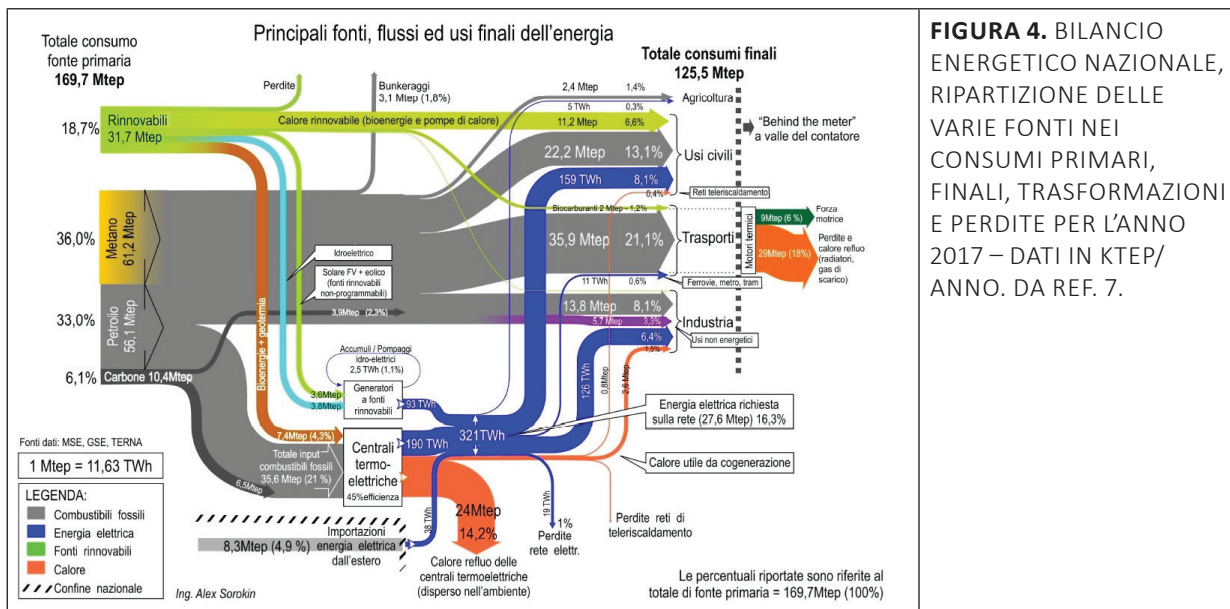 Principali fonti, flussi ed usi finali dell'energia
Totale consumo
fonte primaria
169,7 Mtep
Totale consumi finali
125,5 Mtep
Perdite
Bunkeraggi
3,1 Mtep (1,8%)
2,4 Mtep 1,4%
Agricoltura
5 TWh 0,3%
18,7%
Rinnovabili
31,7 Mtep
Calore rinnovabile (bioenergie e pompe di calore)
11,2 Mtep 6,6%
"Behind the meter"
a valle del contatore
22,2 Mtep 13,1%
Usi civili
159 TWh 8,1%
0,4%
Reti teleriscaldamento
Biocarburanti 2 Mtep - 1,2%
36,0%
Metano
61,2 Mtep
35,9 Mtep 21,1%
Trasporti
Motori termici
9Mtep (6 %)
Forza
motrice
29Mtep (18%)
Perdite e
calore refluo
(radiatori,
gas di
scarico)
Idroelettrico
Solare FV + eolico
(fonti rinnovabili
non-programmabili)
11 TWh 0,6%
Ferrovie, metro, tram
33,0%
Petrolio
56,1 Mtep
3,9Mtep (2,3%)
13,8 Mtep 8,1%
5,7 Mtep 3,3%
Industria
Usi non energetici
6,4%
1,5%
6,1%
Carbone 10,4Mtep
Bioenergie + geotermia
Accumuli / Pompaggi
idro-elettrici
2,5 TWh (1,1%)
3,6Mtep
3,8Mtep
Generatori
a fonti
rinnovabili
93 TWh
126 TWh
0,8Mtep
2,6 Mtep
Energia elettrica richiesta
sulla rete (27,6 Mtep) 16,3%
321TWh
7,4Mtep (4,3%)
190 TWh
Totale input
combustibili fossili
35,6 Mtep (21 %)
Centrali
termo-
elettriche
45%efficienza
Calore utile da cogenerazione
6,5Mtep
Fonti dati: MSE, GSE, TERNA
1 Mtep = 11,63 TWh
LEGENDA:
Combustibili fossili
Energia elettrica
Fonti rinnovabili
Calore
Confine nazionale
24Mtep
14,2%
38 TWh
19 TWh
1%
Perdite
rete elettr.
Perdite reti di
teleriscaldamento
Importazioni
8,3Mtep (4,9 %) energia elettrica
dall'estero
Calore refluo delle
centrali termoelettriche
(disperso nell'ambiente)
Ing. Alex Sorokin
Le percentuali riportate sono riferite al
totale di fonte primaria = 169,7Mtep (100%)
FIGURA 4. BILANCIO
ENERGETICO NAZIONALE,
RIPARTIZIONE DELLE
VARIE FONTI NEI
CONSUMI PRIMARI,
FINALI, TRASFORMAZIONI
E PERDITE PER L'ANNO
2017 – DATI IN KTEP/
ANNO. DA REF. 7.